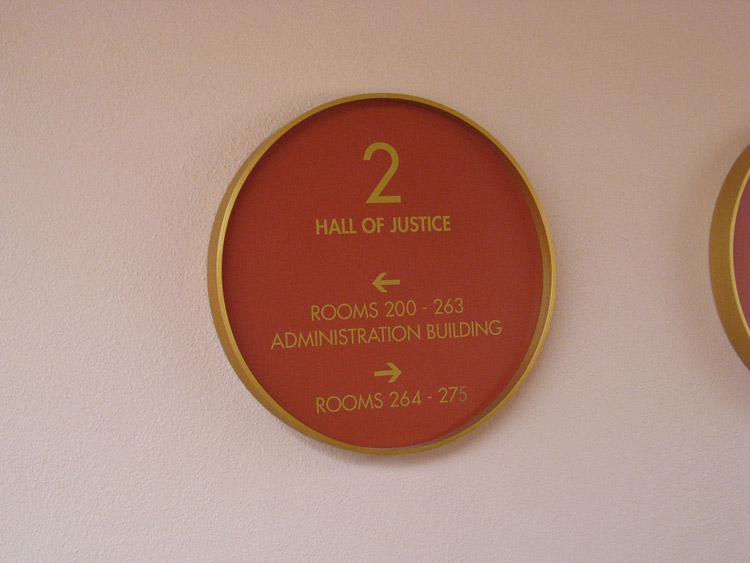 2
HALL OF JUSTICE
←
ROOMS 200 - 263
ADMINISTRATION BUILDING
→
ROOMS 264 - 275